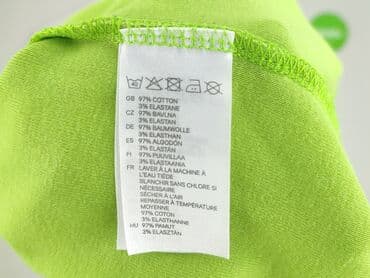 GB 97% COTTON
3% ELASTANE
CZ 97% BAVLNA
3% ELASTAN
DE 97% BAUMWOLLE
3% ELASTHAN
ES 97% ALGODÓN
3% ELASTÁN
FI 97% PUUVILLAA
3% ELASTAANIA
FR LAVER À LA MACHINE À
L'EAU TIÈDE
BLANCHIR SANS CHLORE SI
NÉCESSAIRE
SÉCHER À L'AIR
REPASSER À TEMPÉRATURE
MOYENNE
97% COTON
3% ELASTHANNE
HU 97% PAMUT
3% ELASZTÁN